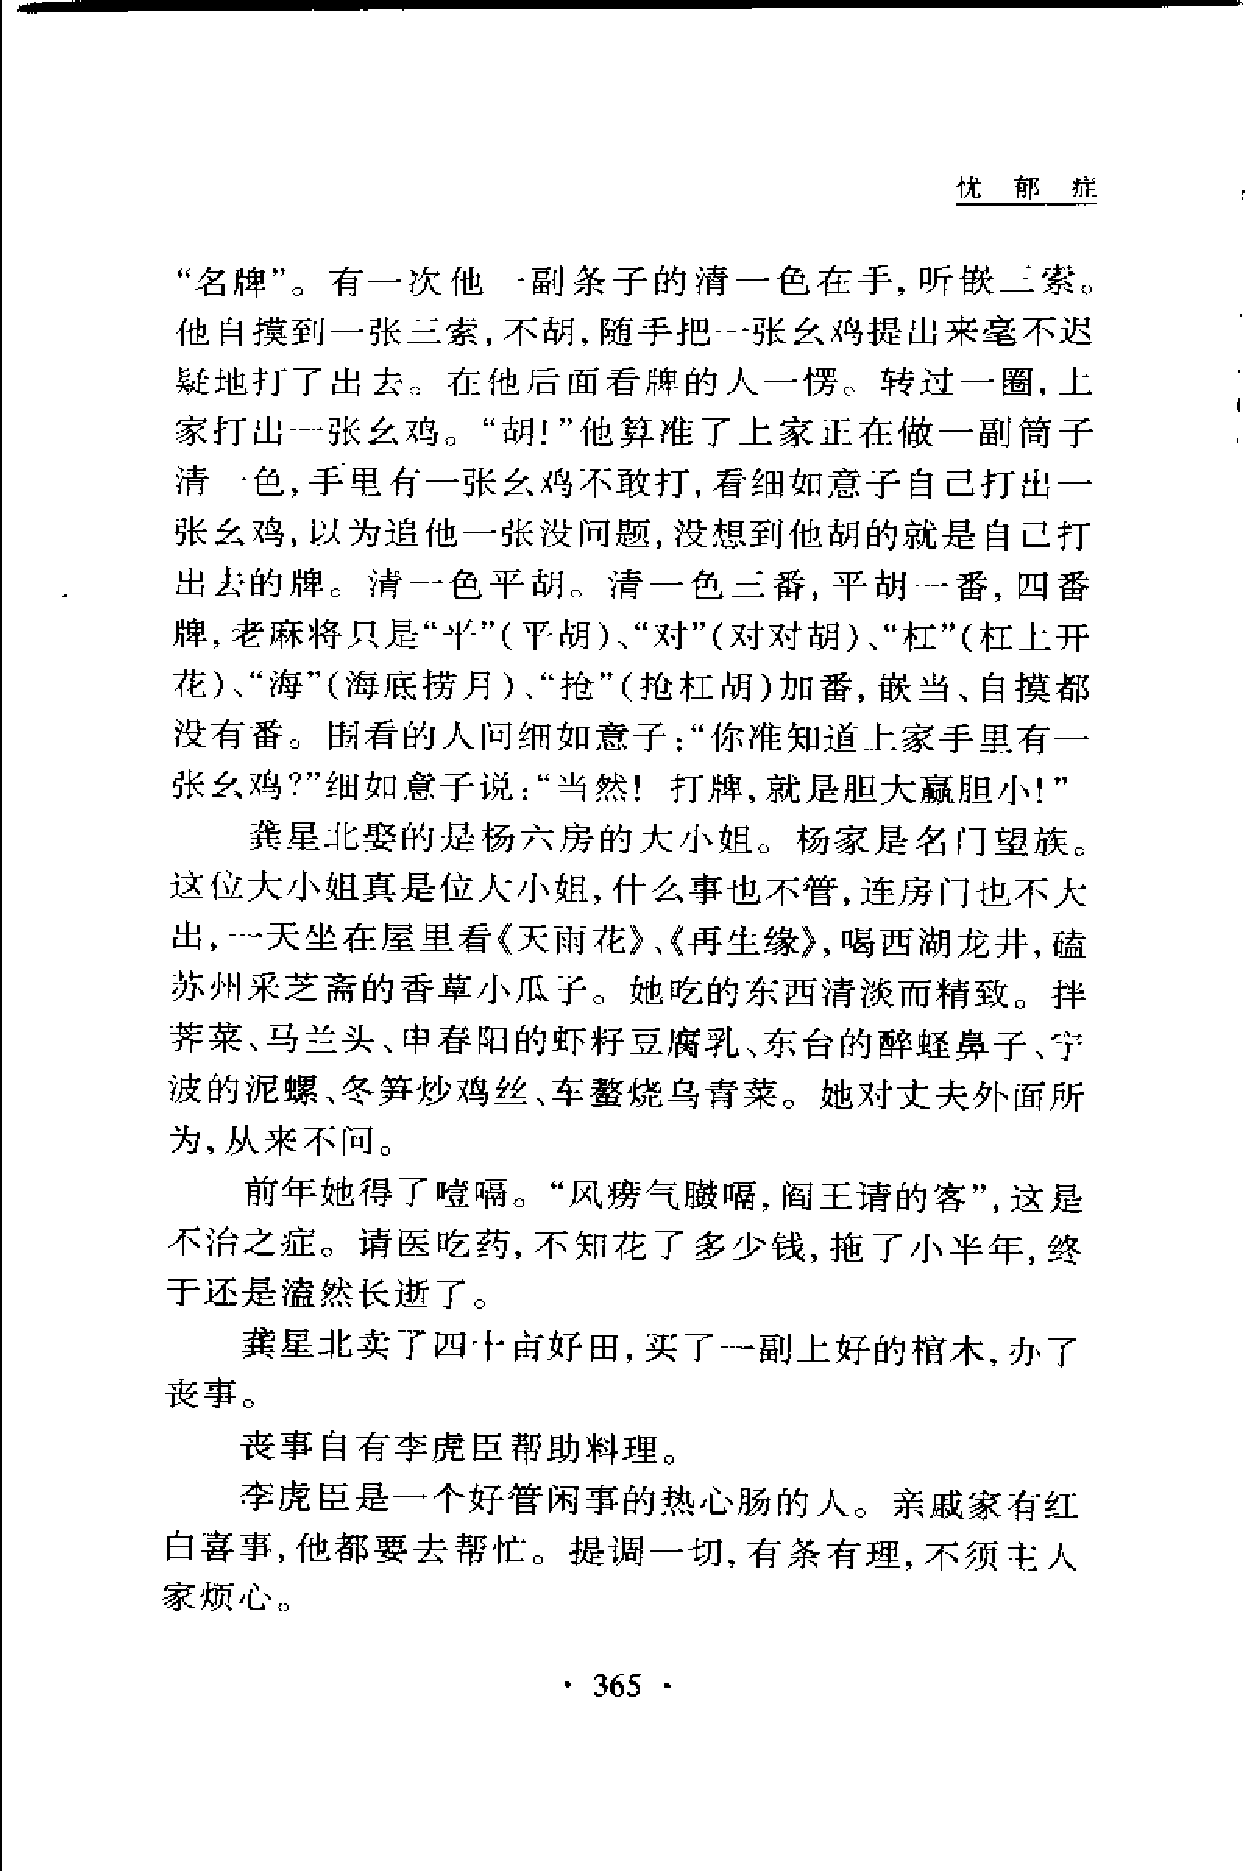 忧郁症
“名牌”。有一次他一副条子的清一色在手，听嵌三索。
他自摸到一张三索，不胡，随手把一张幺鸡提出来毫不迟
疑地打了出去。在他后面看牌的人一愣。转过一圈，上
家打出一张幺鸡。“胡！”他算准了上家正在做一副筒子
清一色，手里有一张幺鸡不敢打，看细如意子自己打出一
张幺鸡，以为追他一张没问题，没想到他胡的就是自己打
出去的牌。清一色平胡。清一色三番，平胡一番，四番
牌，老麻将只是“平”（平胡）、“对”（对对胡）、“杠”（杠上开
花）、“海”（海底捞月）、“抢”（抢杠胡）加番，嵌当、自摸都
没有番。围看的人问细如意子：“你准知道上家手里有一
张幺鸡？”细如意子说：“当然！打牌，就是胆大赢胆小！”
龚星北娶的是杨六房的大小姐。杨家是名门望族。
这位大小姐真是位大小姐，什么事也不管，连房门也不大
出，一天坐在屋里看《天雨花》、《再生缘》，喝西湖龙井，磕
苏州采芝斋的香草小瓜子。她吃的东西清淡而精致。拌
荠菜、马兰头、申春阳的虾籽豆腐乳、东台的醉蛏鼻子、宁
波的泥螺、冬笋炒鸡丝、车螯烧乌青菜。她对丈夫外面所
为，从来不问。
前年她得了噎嗝。“风痨气臌嗝，阎王请的客”，这是
不治之症。请医吃药，不知花了多少钱，拖了小半年，终
于还是溘然长逝了。
龚星北卖了四十亩好田，买了一副上好的棺木，办了
丧事。
丧事自有李虎臣帮助料理。
李虎臣是一个好管闲事的热心肠的人。亲戚家有红
白喜事，他都要去帮忙。提调一切，有条有理，不须主人
家烦心。
· 365 ·